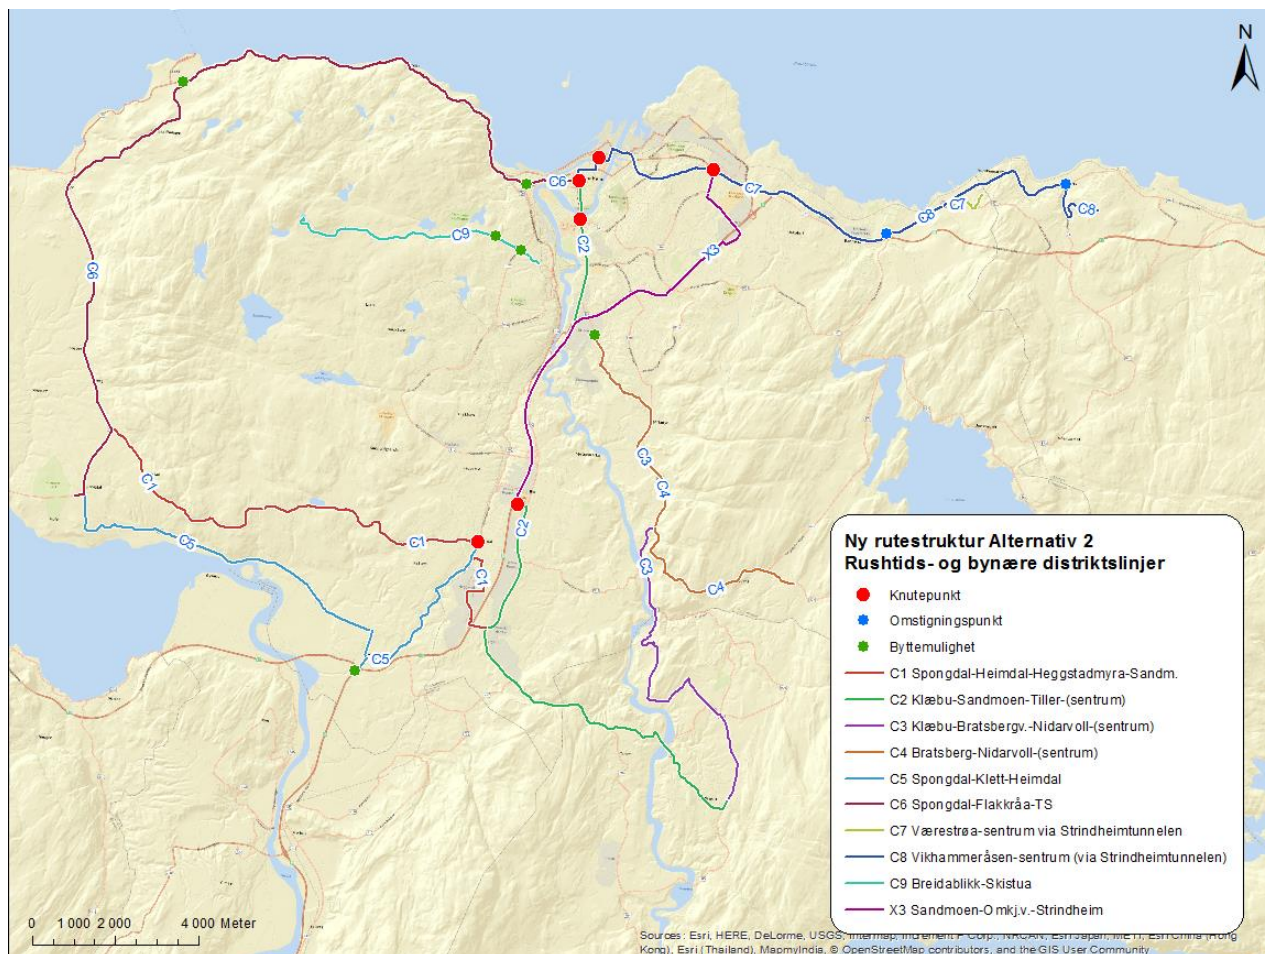 N
C6
C7
C8
C7
C8
C2
C9
X3
C6
C3
C1
C4
C2
C5
C1
C1
C3
C4
C5
Ny rutestruktur Alternativ 2
Rushtids- og bynære distriktslinjer
Knutepunkt
Omstigningspunkt
Byttemulighet
C1 Spongdal-Heimdal-Heggstadmyra-Sandm.
C2 Klæbu-Sandmoen-Tiller-(sentrum)
C3 Klæbu-Bratsbergv.-Nidarvoll-(sentrum)
C4 Bratsberg-Nidarvoll-(sentrum)
C5 Spongdal-Klett-Heimdal
C6 Spongdal-Flakkråa-TS
C7 Værestrøa-sentrum via Strindheimtunnelen
C8 Vikhammeråsen-sentrum (via Strindheimtunnelen)
C9 Breidablikk-Skistua
X3 Sandmoen-Omkj.v.-Strindheim
0 1 000 2 000 4 000 Meter
Sources: Esri, HERE, DeLorme, USGS, Intermap, increment P Corp., NRCAN, Esri Japan, METI, Esri China (Hong
Kong), Esri (Thailand), MapmyIndia, © OpenStreetMap contributors, and the GIS User Community